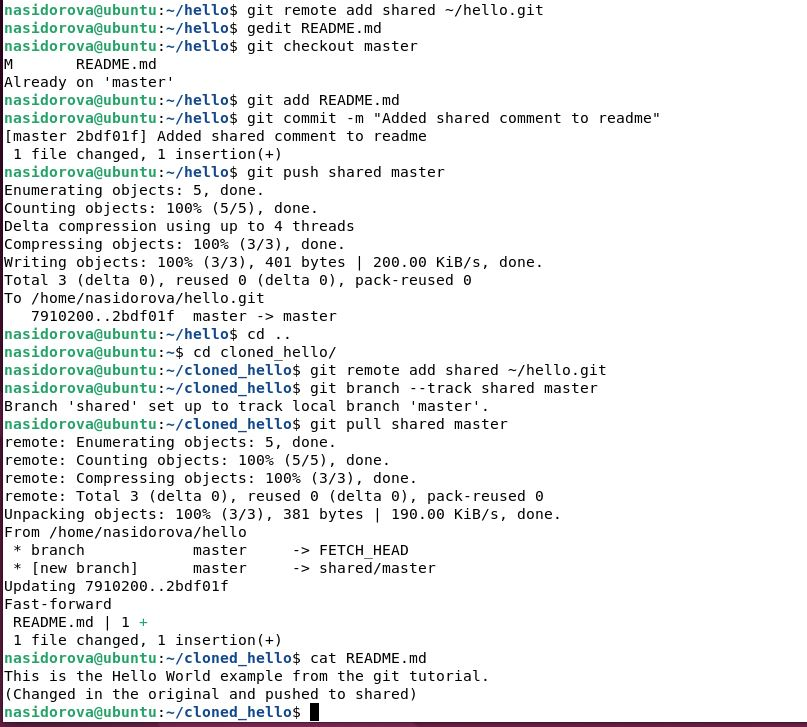 nasidorova@ubuntu:~/hello$ git remote add shared ~/hello.git
nasidorova@ubuntu:~/hello$ gedit README.md
nasidorova@ubuntu:~/hello$ git checkout master
M       README.md
Already on 'master'
nasidorova@ubuntu:~/hello$ git add README.md
nasidorova@ubuntu:~/hello$ git commit -m "Added shared comment to readme"
[master 2bdf01f] Added shared comment to readme
 1 file changed, 1 insertion(+)
nasidorova@ubuntu:~/hello$ git push shared master
Enumerating objects: 5, done.
Counting objects: 100% (5/5), done.
Delta compression using up to 4 threads
Compressing objects: 100% (3/3), done.
Writing objects: 100% (3/3), 401 bytes | 200.00 KiB/s, done.
Total 3 (delta 0), reused 0 (delta 0), pack-reused 0
To /home/nasidorova/hello.git
   7910200..2bdf01f  master -> master
nasidorova@ubuntu:~/hello$ cd ..
nasidorova@ubuntu:~$ cd cloned_hello/
nasidorova@ubuntu:~/cloned_hello$ git remote add shared ~/hello.git
nasidorova@ubuntu:~/cloned_hello$ git branch --track shared master
Branch 'shared' set up to track local branch 'master'.
nasidorova@ubuntu:~/cloned_hello$ git pull shared master
remote: Enumerating objects: 5, done.
remote: Counting objects: 100% (5/5), done.
remote: Compressing objects: 100% (3/3), done.
remote: Total 3 (delta 0), reused 0 (delta 0), pack-reused 0
Unpacking objects: 100% (3/3), 381 bytes | 190.00 KiB/s, done.
From /home/nasidorova/hello
 * branch            master     -> FETCH_HEAD
 * [new branch]      master     -> shared/master
Updating 7910200..2bdf01f
Fast-forward
 README.md | 1 +
 1 file changed, 1 insertion(+)
nasidorova@ubuntu:~/cloned_hello$ cat README.md
This is the Hello World example from the git tutorial.
(Changed in the original and pushed to shared)
nasidorova@ubuntu:~/cloned_hello$